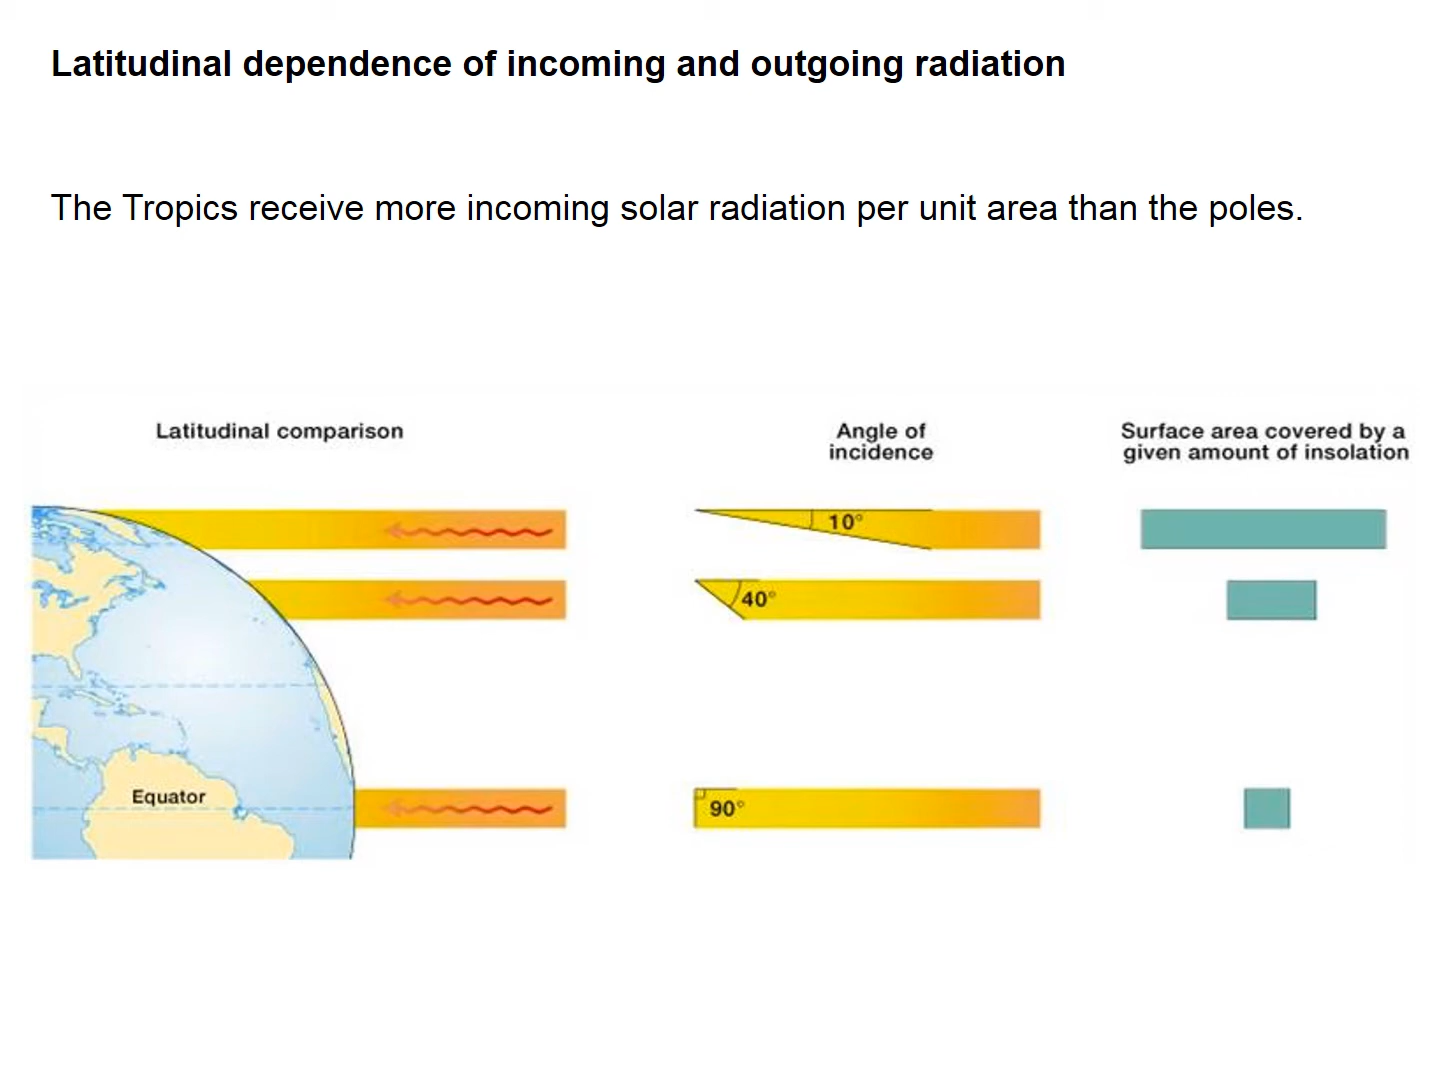 Latitudinal dependence of incoming and outgoing radiation
The Tropics receive more incoming solar radiation per unit area than the poles.
Latitudinal comparison
Angle of
incidence
Surface area covered by a
given amount of insolation
10°
40°
Equator
90°